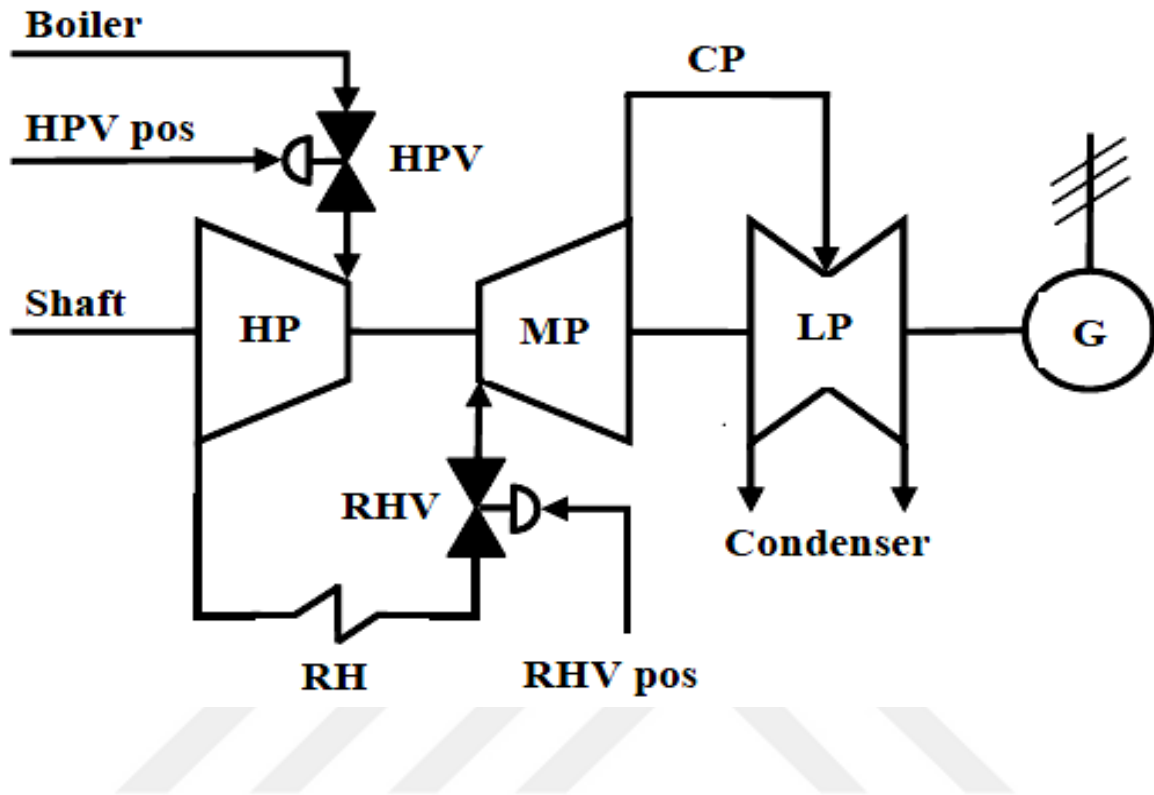 Boiler
CP
HPV pos
HPV
Shaft
HP
MP
LP
G
RHV
Condenser
RH
RHV pos